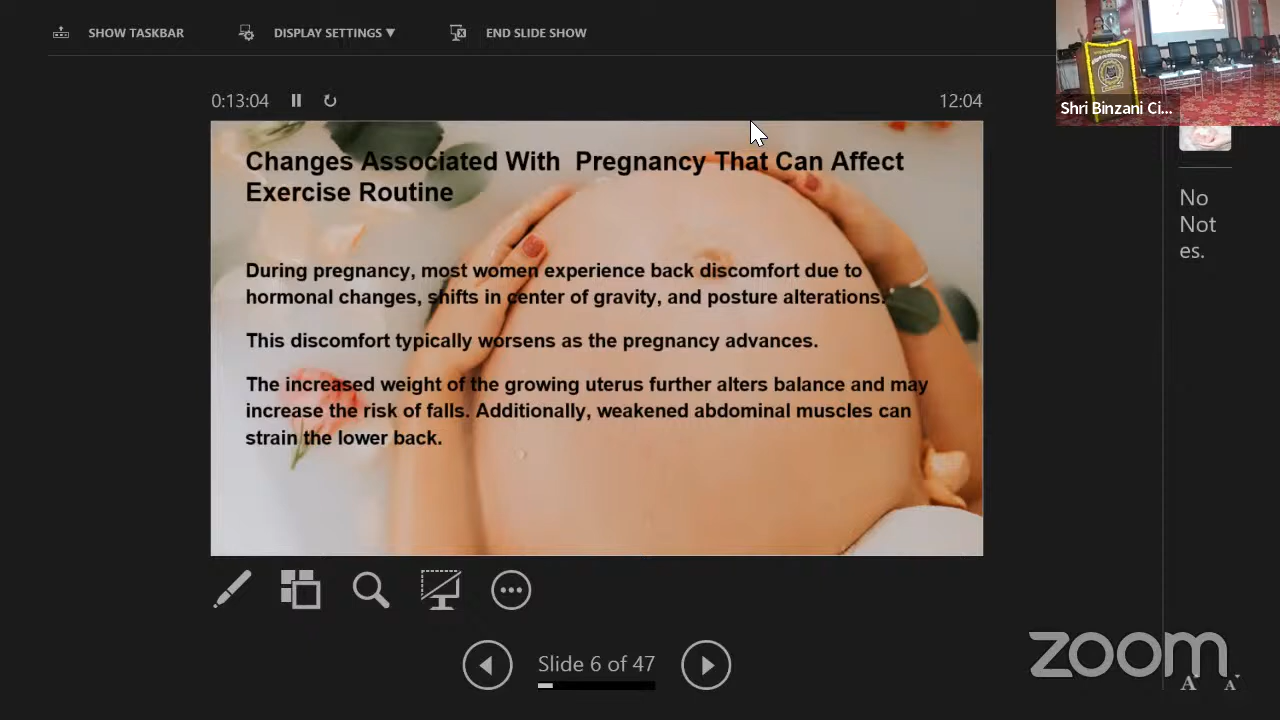 SHOW TASKBAR
DISPLAY SETTINGS ▼
END SLIDE SHOW
0:13:04
12:04
Shri Binzani Ci...
Changes Associated With  Pregnancy That Can Affect
Exercise Routine
During pregnancy, most women experience back discomfort due to
hormonal changes, shifts in center of gravity, and posture alterations.
This discomfort typically worsens as the pregnancy advances.
The increased weight of the growing uterus further alters balance and may
increase the risk of falls. Additionally, weakened abdominal muscles can
strain the lower back.
No
Not
es.
Slide 6 of 47
zoom
A A